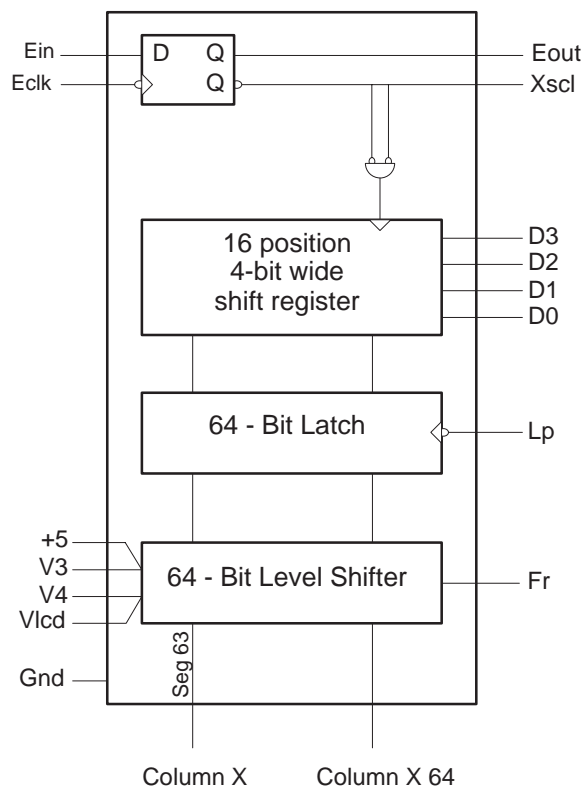 Ein D Q Eout
Eclk Q Xscl
16 position
4-bit wide
shift register
D3
D2
D1
D0
64 - Bit Latch
Lp
+5
V3
V4
Vlcd
64 - Bit Level Shifter
Fr
Seg 63
Gnd
Column X
Column X 64